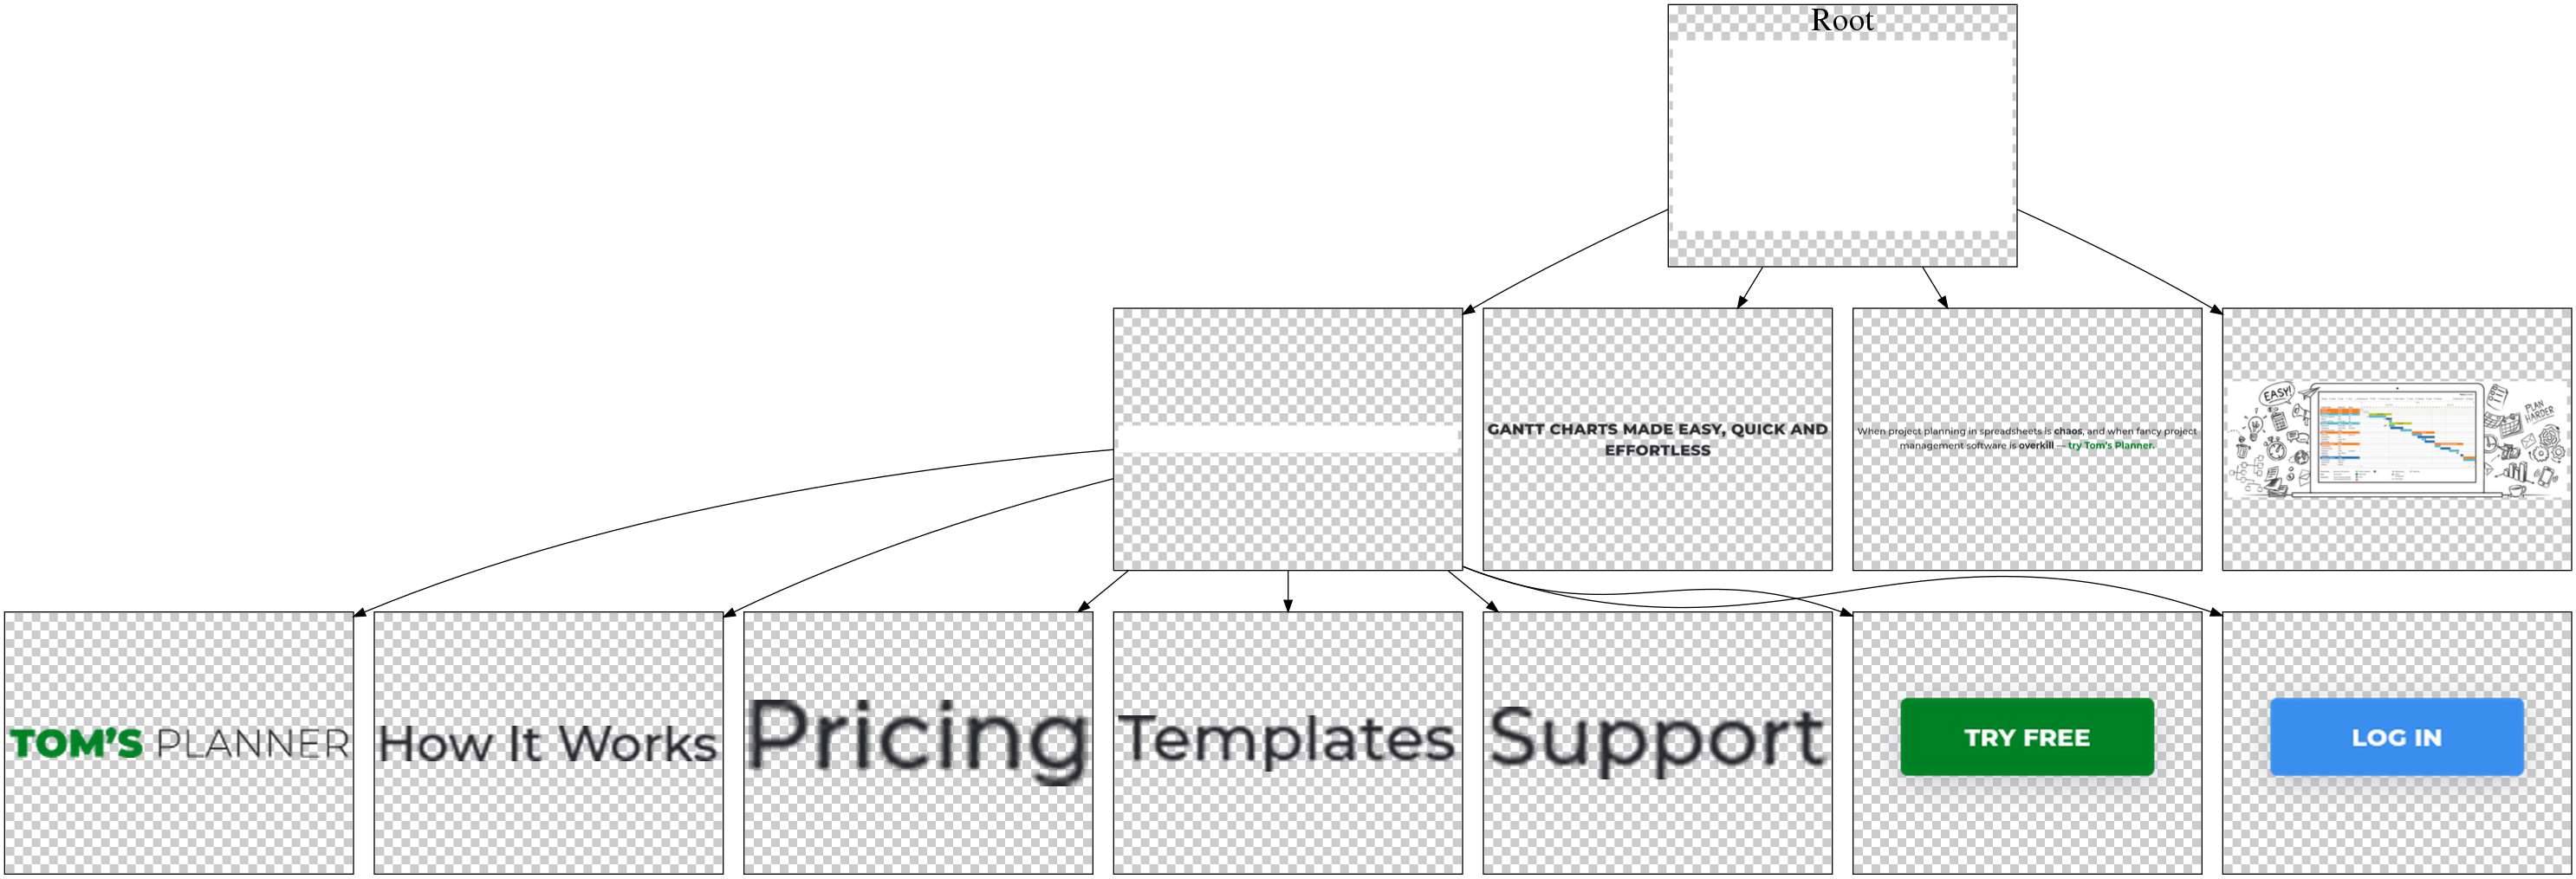 Root
GANTT CHARTS MADE EASY, QUICK AND
EFFORTLESS
When project planning in spreadsheets is chaos, and when fancy project
management software is overkill — try Tom's Planner.
EASY!
PLAN
HARDER
TOM'S PLANNER
How It Works
Pricing
Templates
Support
TRY FREE
LOG IN